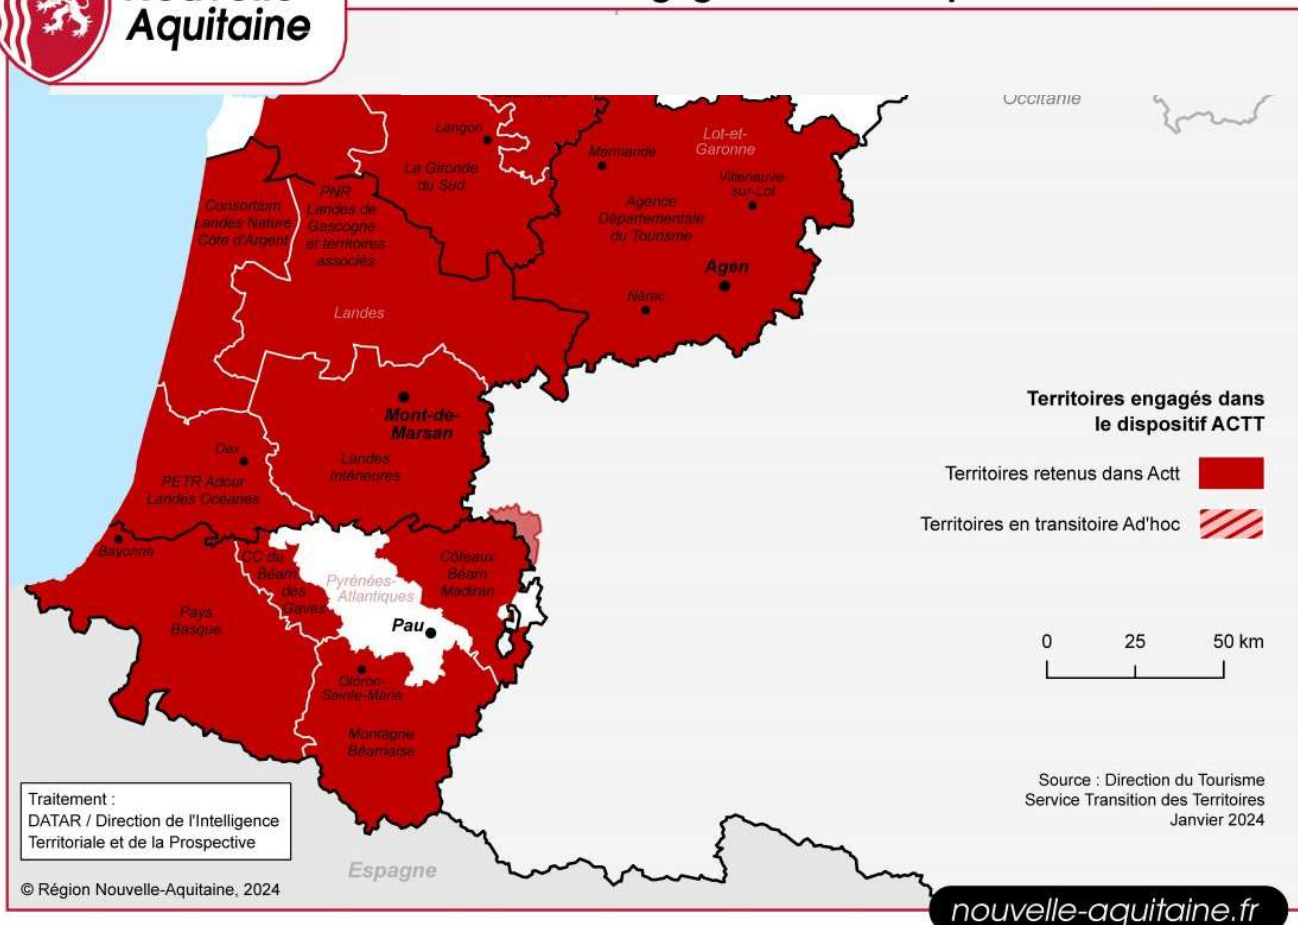 Aquitaine
Occitanie
Langon
La Gironde
du Sud
Marmande
Lot-et-
Garonne
Villeneuve-
sur-Lot
Agence
Départementale
du Tourisme
Agen
Nérac
Consortium
Landes Nature
Côte d'Argent
PNR
Landes de
Gascogne
et territoires
associés
Landes
Mont-de-
Marsan
Landes
Intérieures
Dax
PETR Adour
Landes Océanes
Territoires engagés dans
le dispositif ACTT
Territoires retenus dans Actt
Territoires en transitoire Ad'hoc
Bayonne
CC du
Béarn
des
Gaves
Pyrénées-
Atlantiques
Côteaux
Béarn
Madiran
Pays
Basque
Pau
Oloron-
Sainte-Marie
Montagne
Béarnaise
0 25 50 km
Source : Direction du Tourisme
Service Transition des Territoires
Janvier 2024
Traitement :
DATAR / Direction de l'Intelligence
Territoriale et de la Prospective
Espagne
© Région Nouvelle-Aquitaine, 2024
nouvelle-aquitaine.fr